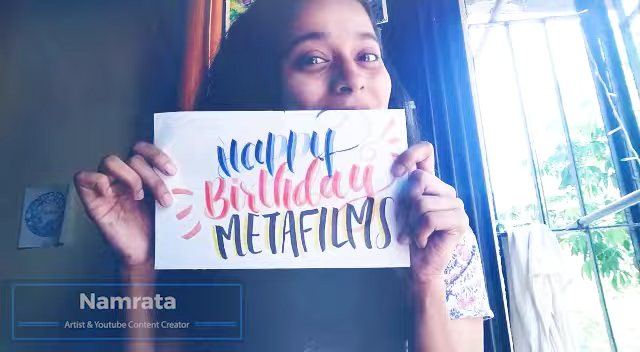 Happy
Birthday
METAFILMS
Namrata
Artist & Youtube Content Creator